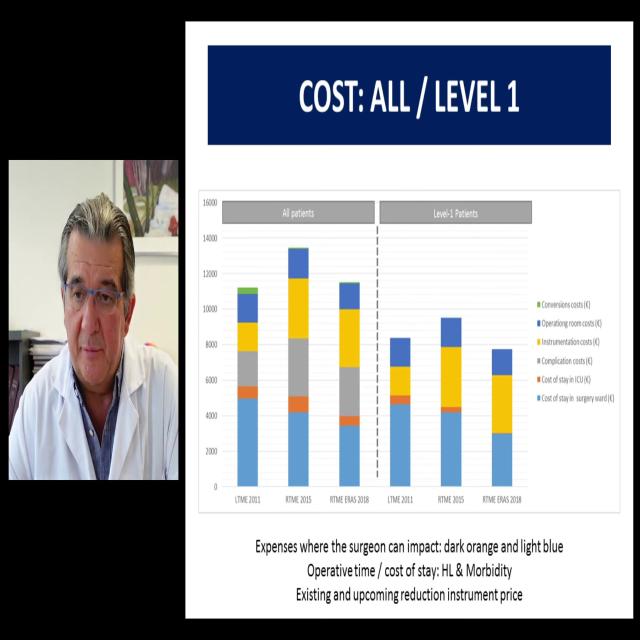 COST: ALL / LEVEL 1
All patients
Level-1 Patients
16000
14000
12000
10000
8000
6000
4000
2000
0
LTME 2011
RTME 2015
RTME ERAS 2018
LTME 2011
RTME 2015
RTME ERAS 2018
Conversions costs (€)
Operationg room costs (€)
Instrumentation costs (€)
Complication costs (€)
Cost of stay in ICU (€)
Cost of stay in surgery ward (€)
Expenses where the surgeon can impact: dark orange and light blue
Operative time / cost of stay: HL & Morbidity
Existing and upcoming reduction instrument price